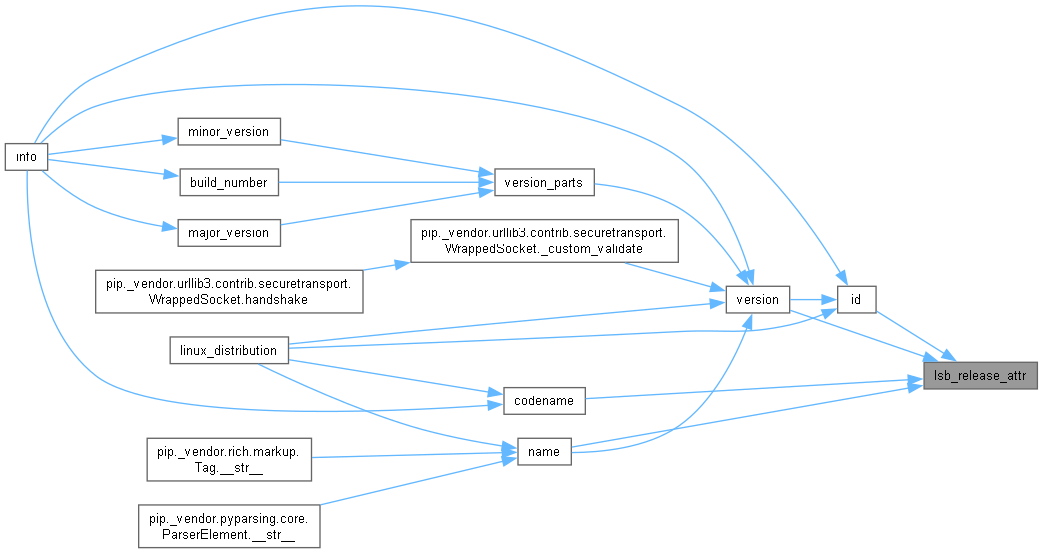 minor_version
info
build_number
version_parts
major_version
pip._vendor.urllib3.contrib.securetransport.
WrappedSocket._custom_validate
pip._vendor.urllib3.contrib.securetransport.
WrappedSocket.handshake
version
id
linux_distribution
lsb_release_attr
codename
name
pip._vendor.rich.markup.
Tag.__str__
pip._vendor.pyparsing.core.
ParserElement.__str__